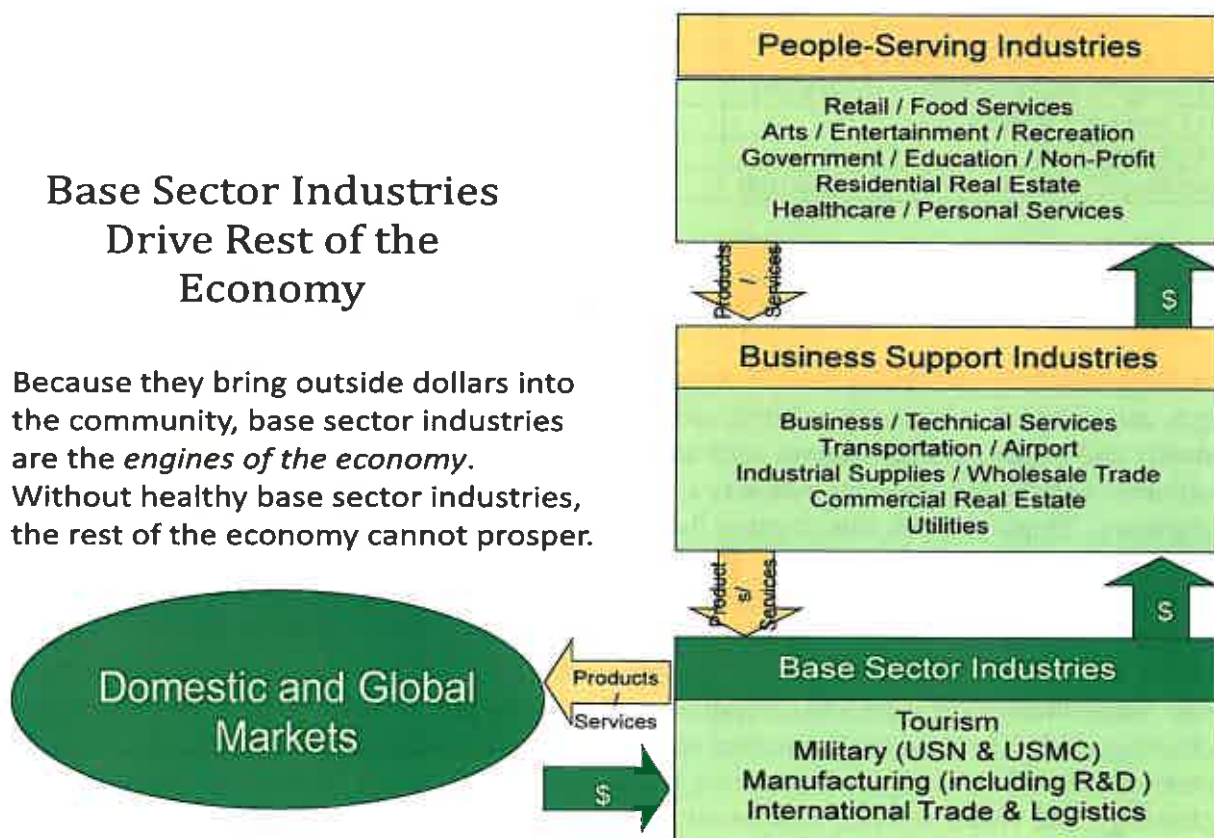 Base Sector Industries
Drive Rest of the
Economy
Because they bring outside dollars into
the community, base sector industries
are the engines of the economy.
Without healthy base sector industries,
the rest of the economy cannot prosper.
People-Serving Industries
Retail / Food Services
Arts / Entertainment / Recreation
Government / Education / Non-Profit
Residential Real Estate
Healthcare / Personal Services
Products
/
Services
$
Business Support Industries
Business / Technical Services
Transportation / Airport
Industrial Supplies / Wholesale Trade
Commercial Real Estate
Utilities
Product
s/
Services
$
Domestic and Global
Markets
Products
/
Services
$
Base Sector Industries
Tourism
Military (USN & USMC)
Manufacturing (including R&D )
International Trade & Logistics